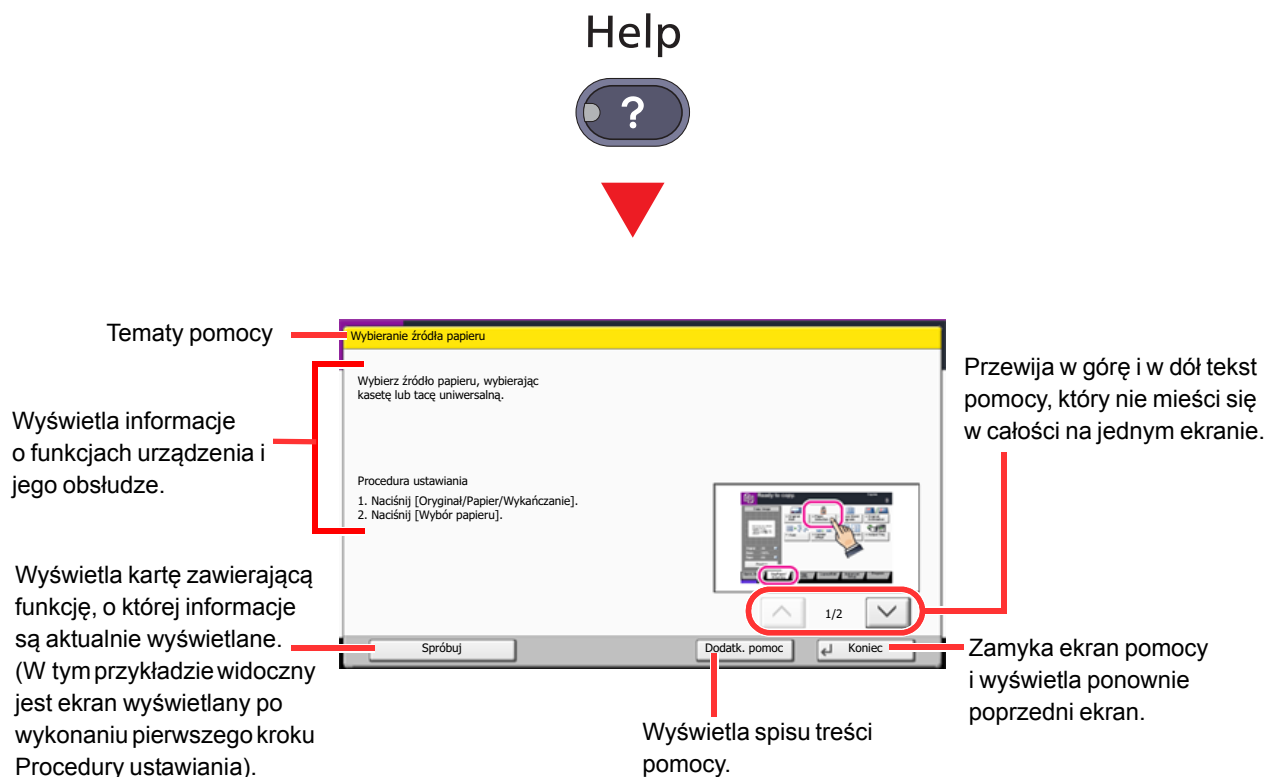 Help
?
Tematy pomocy
Wybieranie źródła papieru
Wybierz źródło papieru, wybierając
kasetę lub tacę uniwersalną.
Przewija w górę i w dół tekst
pomocy, który nie mieści się
w całości na jednym ekranie.
Wyświetla informacje
o funkcjach urządzenia i
jego obsłudze.
Procedura ustawiania
1. Naciśnij [Oryginał/Papier/Wykańczanie].
2. Naciśnij [Wybór papieru].
Ready to copy.
1/2
Wyświetla kartę zawierającą
funkcję, o której informacje
są aktualnie wyświetlane.
(W tym przykładzie widoczny
jest ekran wyświetlany po
wykonaniu pierwszego kroku
Procedury ustawiania).
Spróbuj
Dodatk. pomoc
Koniec
Wyświetla spisu treści
pomocy.
Zamyka ekran pomocy
i wyświetla ponownie
poprzedni ekran.